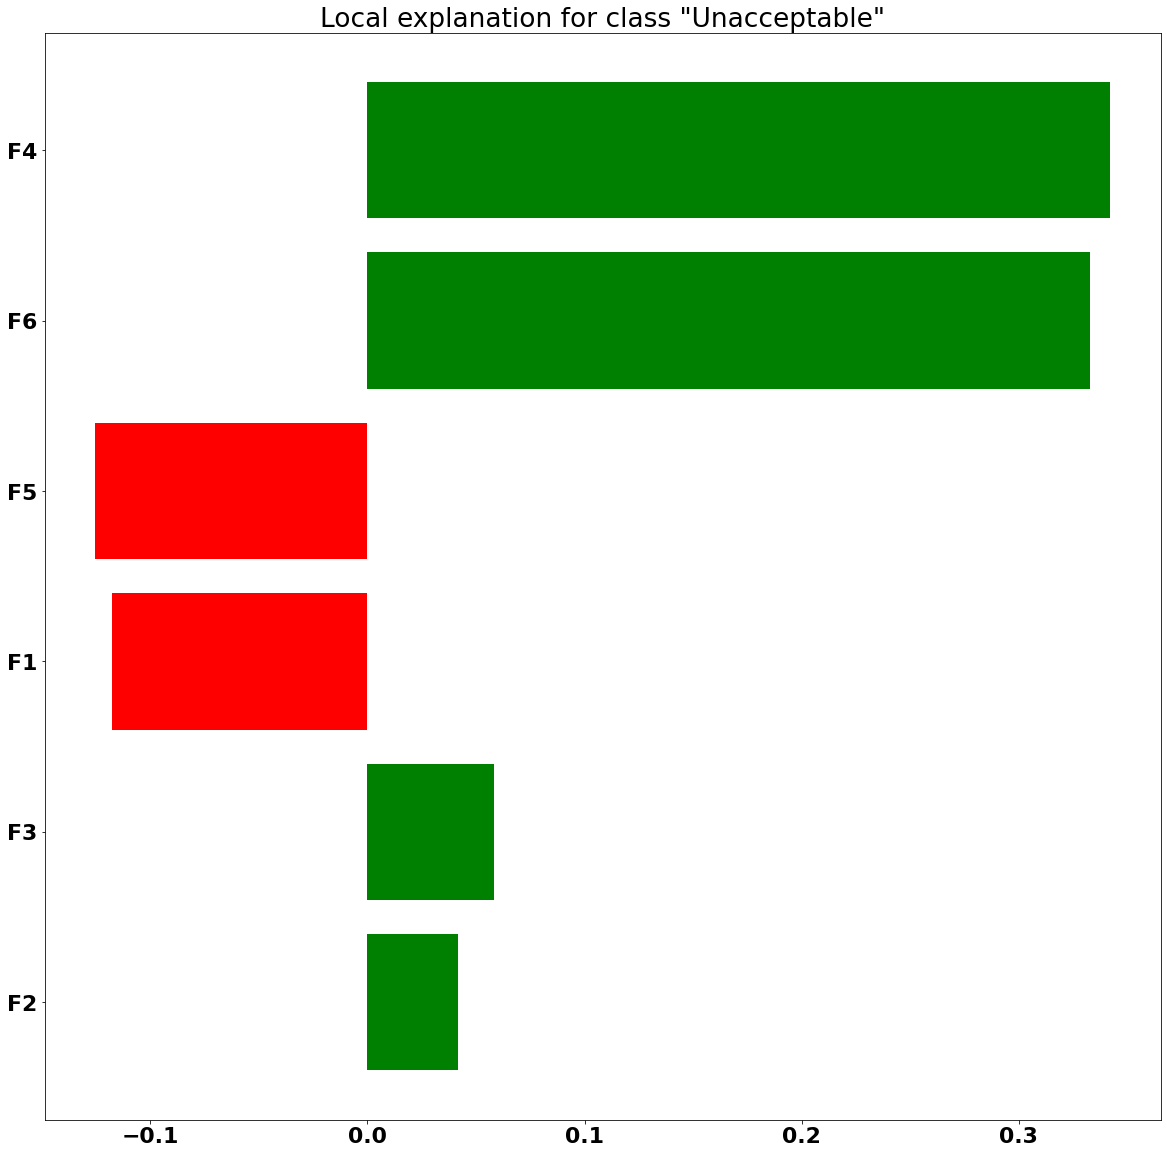 Local explanation for class "Unacceptable"
F4
F6
F5
F1
F3
F2
−0.1 0.0 0.1 0.2 0.3